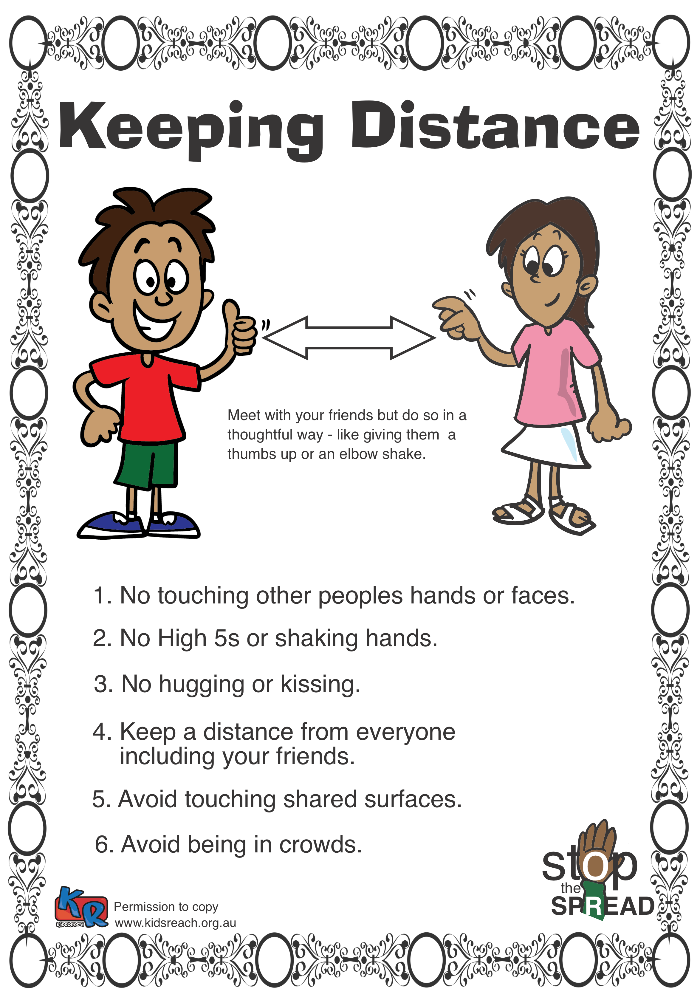 Keeping Distance
Meet with your friends but do so in a
thoughtful way - like giving them a
thumbs up or an elbow shake.
1. No touching other peoples hands or faces.
2. No High 5s or shaking hands.
3. No hugging or kissing.
4. Keep a distance from everyone
including your friends.
5. Avoid touching shared surfaces.
6. Avoid being in crowds.
stop
the
SPREAD
KR
KIDSREACH
Permission to copy
www.kidsreach.org.au